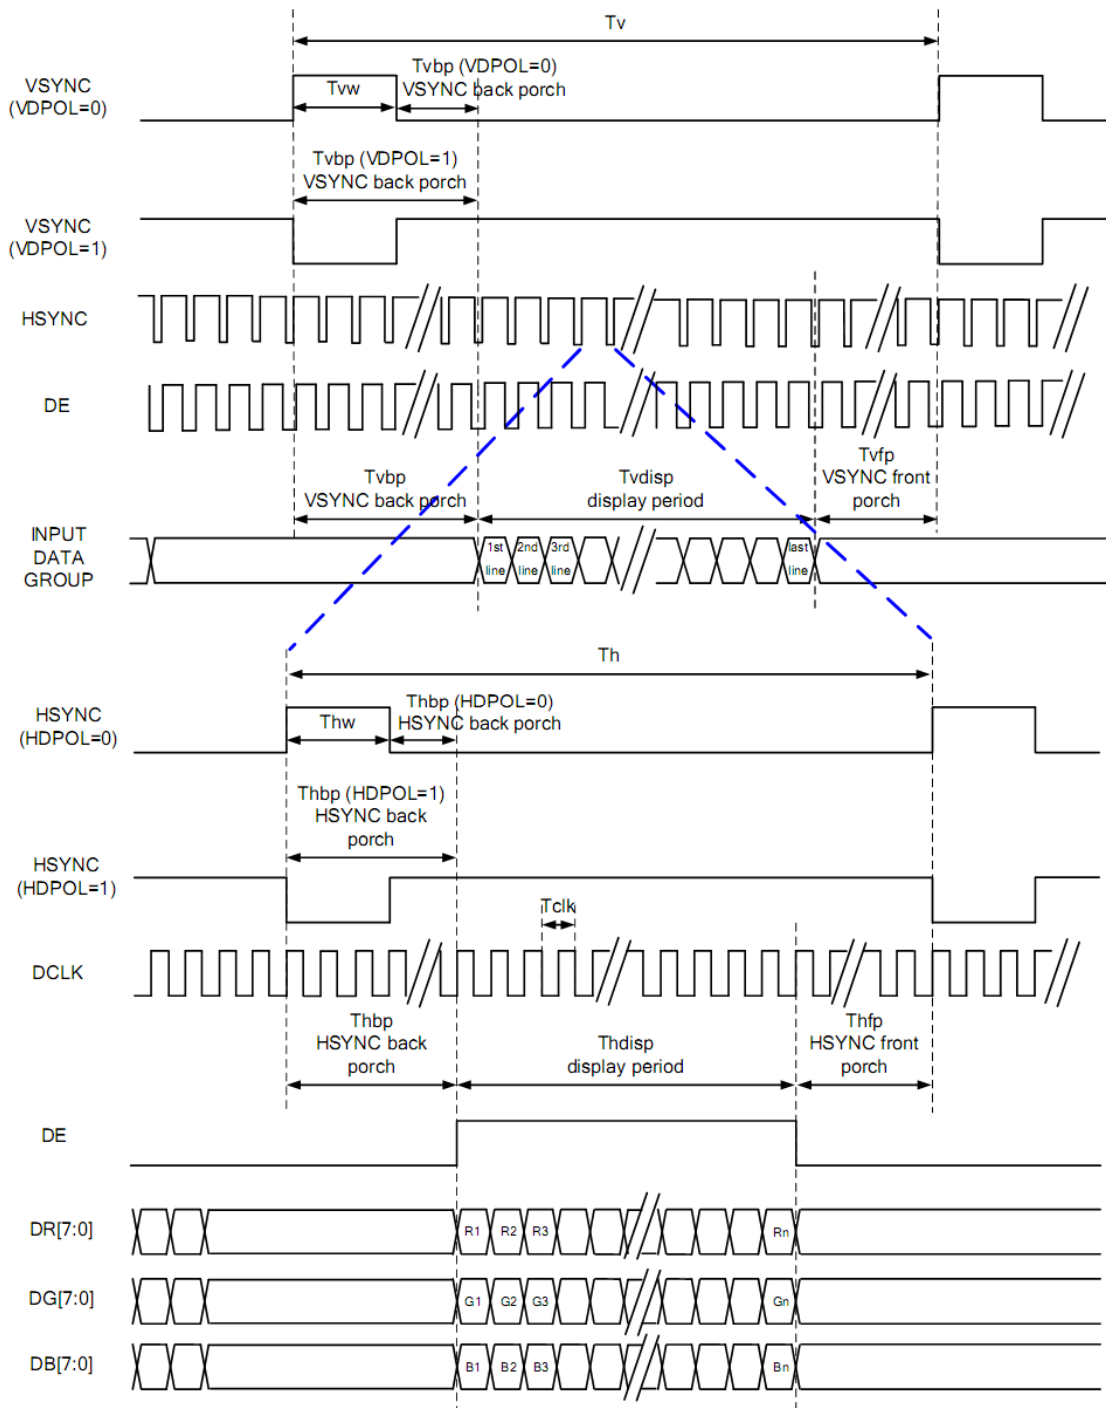 Tv
VSYNC
(VDPOL=0)
Tvw
Tvbp (VDPOL=0)
VSYNC back porch
Tvbp (VDPOL=1)
VSYNC back porch
VSYNC
(VDPOL=1)
HSYNC
DE
Tvbp
VSYNC back porch
Tvdisp
display period
Tvfp
VSYNC front
porch
INPUT
DATA
GROUP
1st
line
2nd
line
3rd
line
last
line
Th
HSYNC
(HDPOL=0)
Thw
Thbp (HDPOL=0)
HSYNC back porch
Thbp (HDPOL=1)
HSYNC back
porch
HSYNC
(HDPOL=1)
Tclk
DCLK
Thbp
HSYNC back
porch
Thdisp
display period
Thfp
HSYNC front
porch
DE
DR[7:0]
R1 R2 R3 Rn
DG[7:0]
G1 G2 G3 Gn
DB[7:0]
B1 B2 B3 Bn